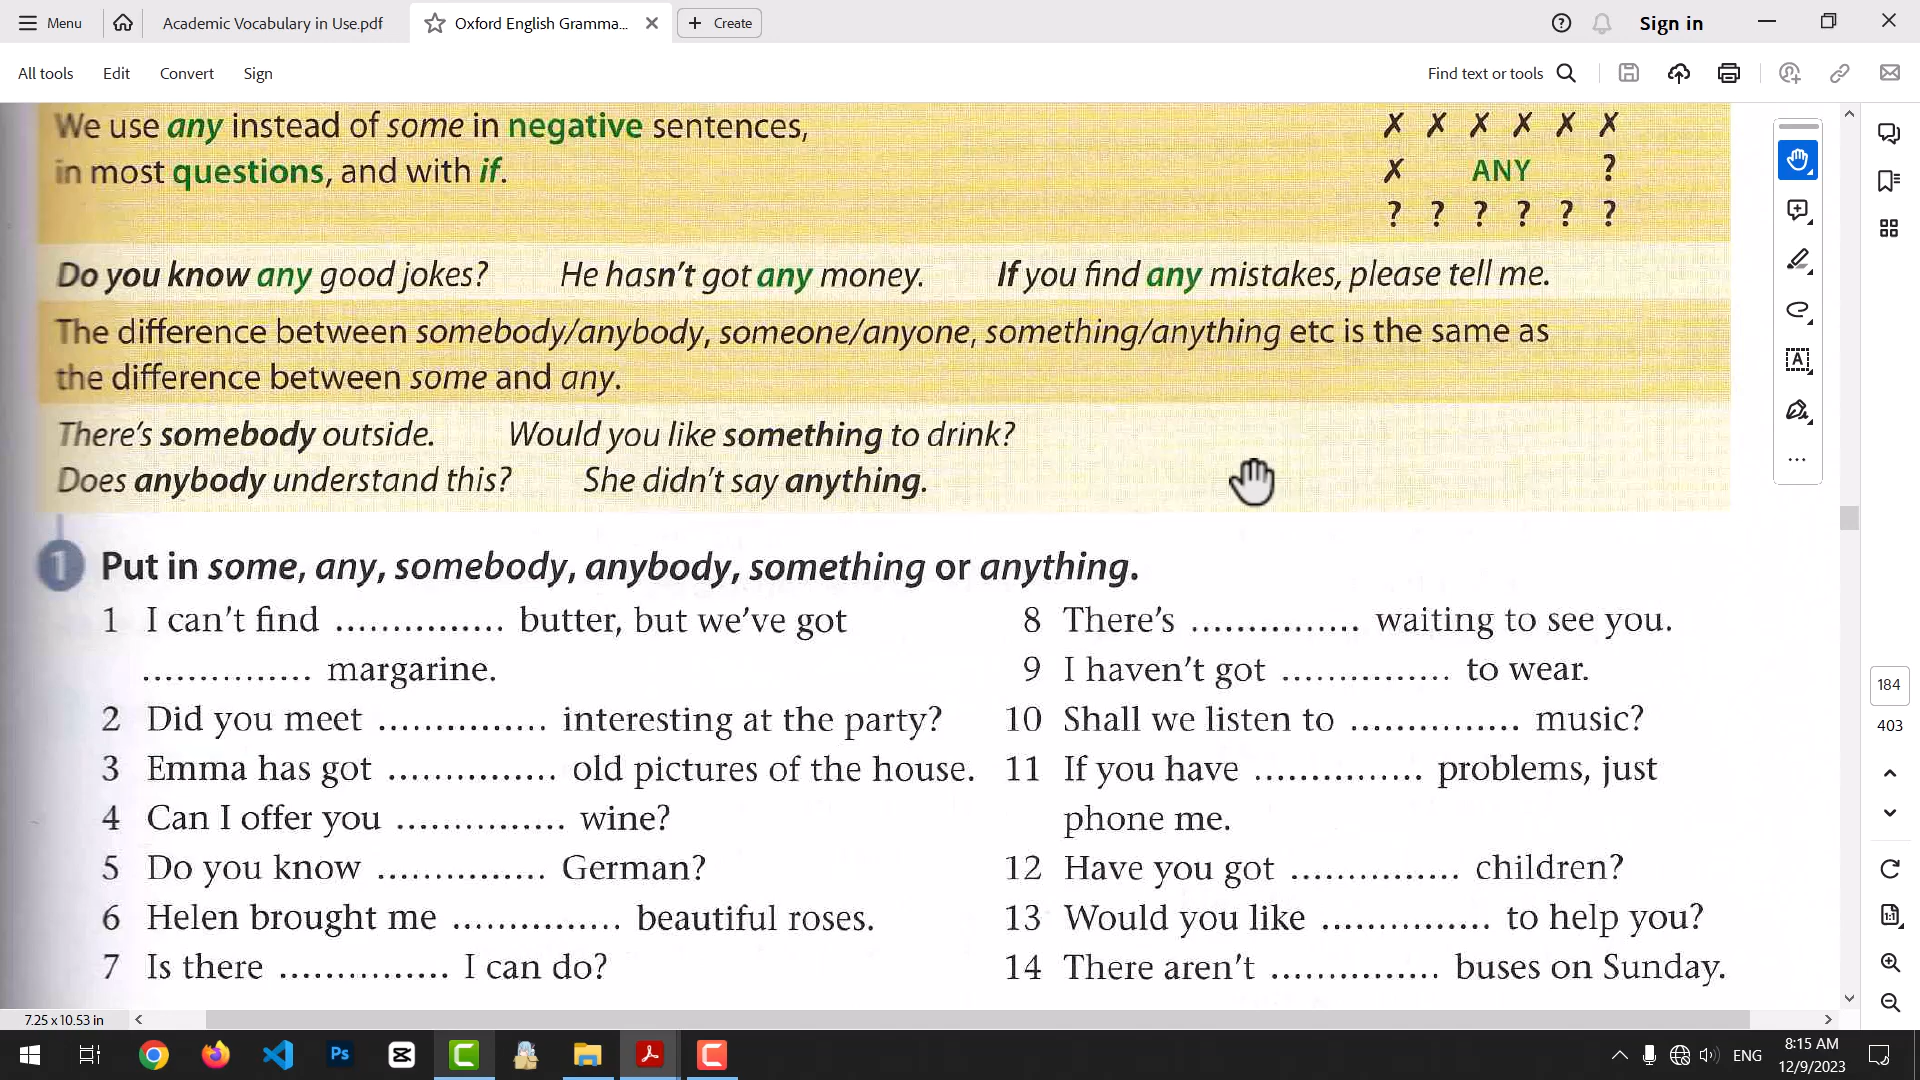 Menu
Academic Vocabulary in Use.pdf
Oxford English Gramma...
Create
Sign in
All tools
Edit
Convert
Sign
Find text or tools
We use any instead of some in negative sentences,
in most questions, and with if.
✗ ✗ ✗ ✗ ✗ ✗
✗ ANY ?
? ? ? ? ? ?
Do you know any good jokes? He hasn't got any money. If you find any mistakes, please tell me.
The difference between somebody/anybody, someone/anyone, something/anything etc is the same as
the difference between some and any.
There's somebody outside. Would you like something to drink?
Does anybody understand this? She didn't say anything.
1 Put in some, any, somebody, anybody, something or anything.
1 I can't find ............... butter, but we've got
............... margarine.
2 Did you meet ............... interesting at the party?
3 Emma has got ............... old pictures of the house.
4 Can I offer you ............... wine?
5 Do you know ............... German?
6 Helen brought me ............... beautiful roses.
7 Is there ............... I can do?
8 There's ............... waiting to see you.
9 I haven't got ............... to wear.
10 Shall we listen to ............... music?
11 If you have ............... problems, just
phone me.
12 Have you got ............... children?
13 Would you like ............... to help you?
14 There aren't ............... buses on Sunday.
184
403
7.25 x 10.53 in
Ps
ENG
8:15 AM
12/9/2023